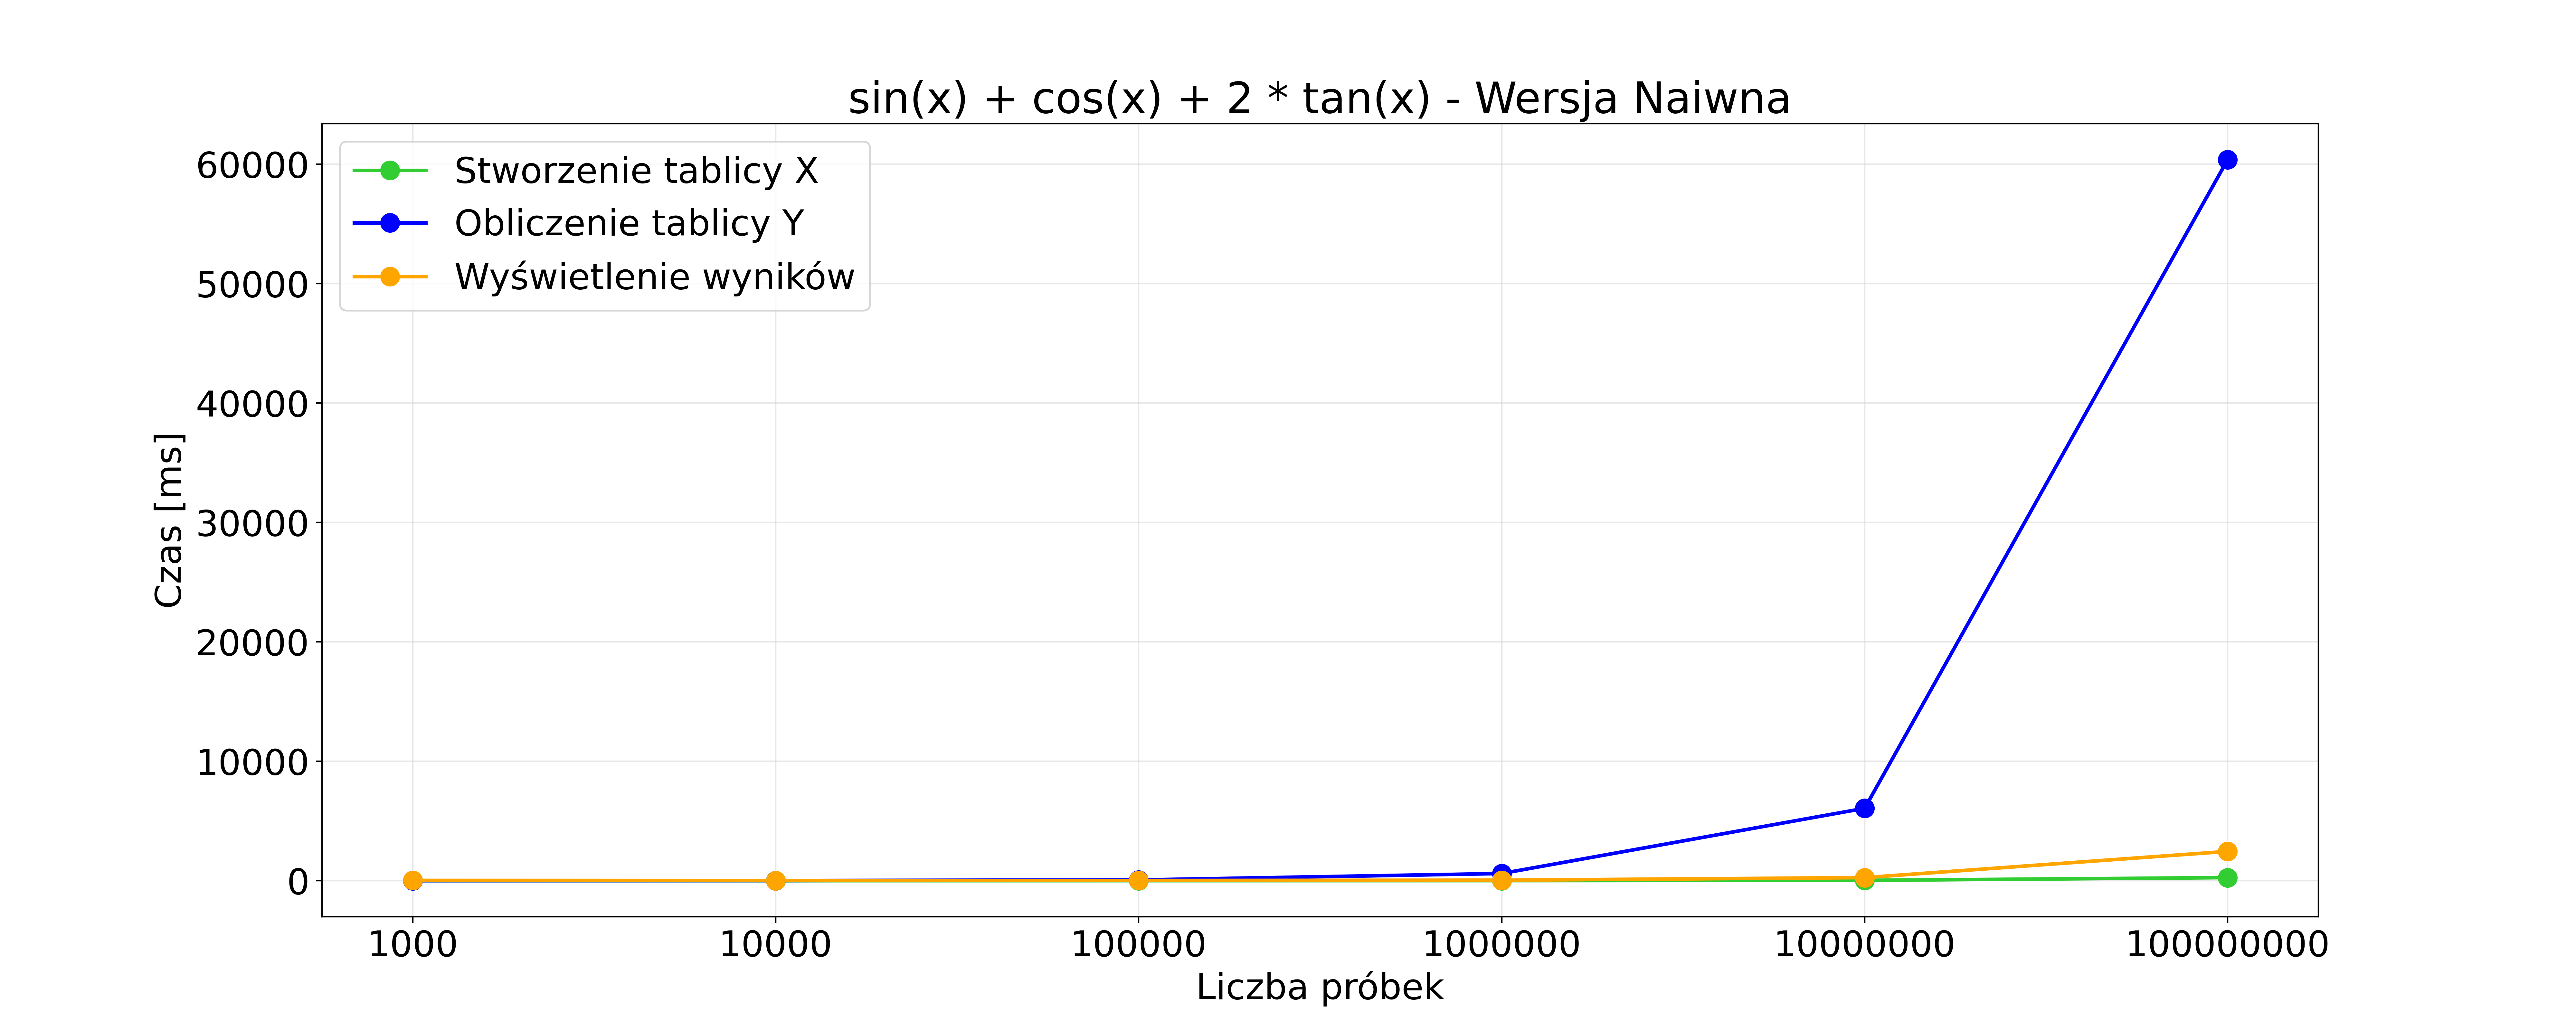 sin(x) + cos(x) + 2 * tan(x) - Wersja Naiwna
Stworzenie tablicy X
Obliczenie tablicy Y
Wyświetlenie wyników
Czas [ms]
60000
50000
40000
30000
20000
10000
0
1000 10000 100000 1000000 10000000 100000000
Liczba próbek